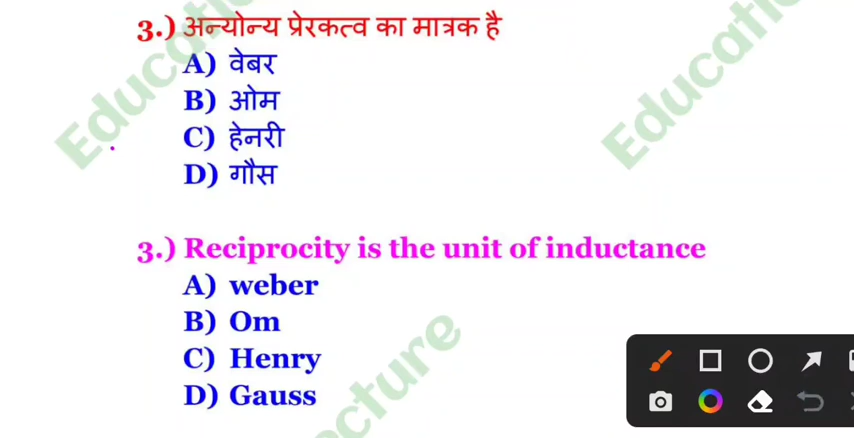 3.) अन्योन्य प्रेरकत्व का मात्रक है
A) वेबर
B) ओम
C) हेनरी
D) गौस
3.) Reciprocity is the unit of inductance
A) weber
B) Om
C) Henry
D) Gauss